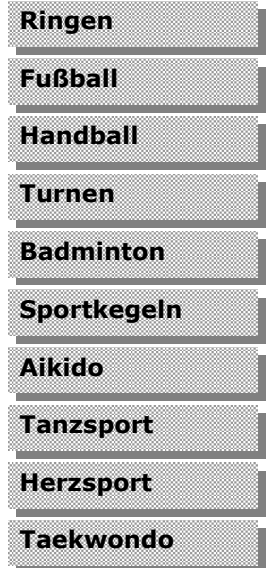 Ringen
Fußball
Handball
Turnen
Badminton
Sportkegeln
Aikido
Tanzsport
Herzsport
Taekwondo